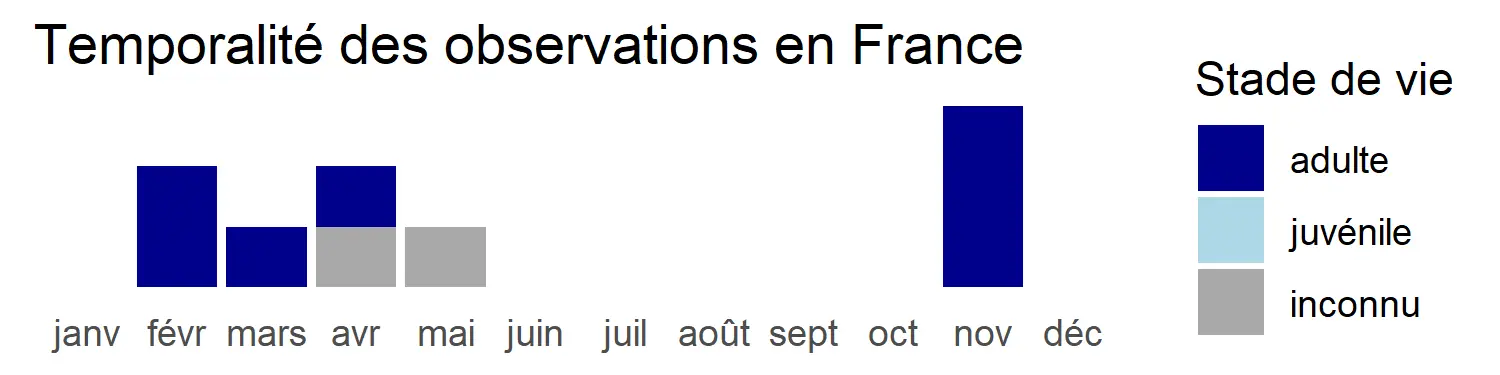 Temporalité des observations en France
Stade de vie
adulte
juvénile
inconnu
janv févr mars avr mai juin juil août sept oct nov déc